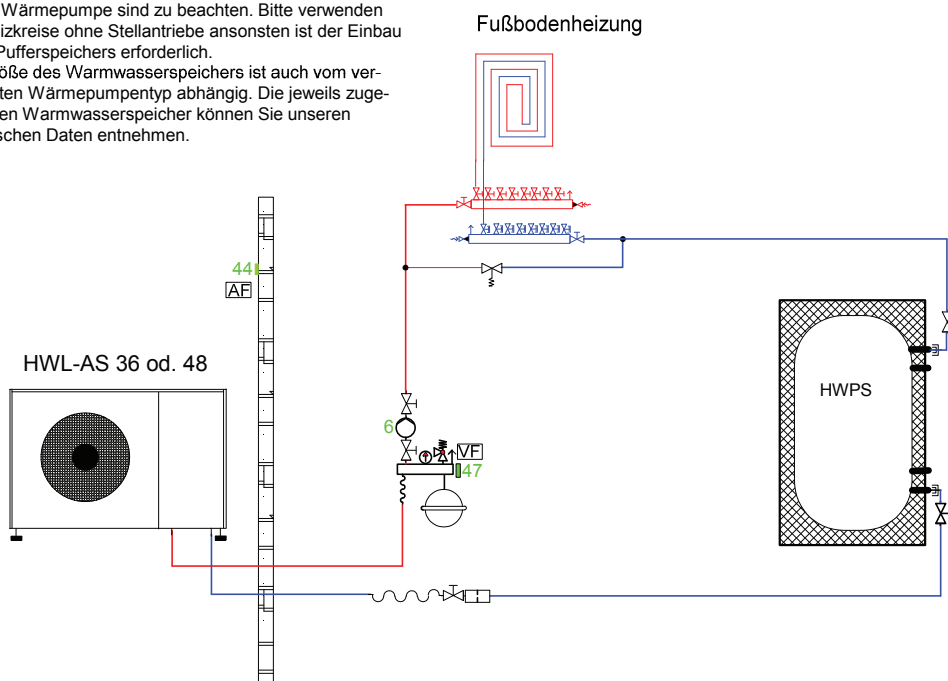 Wärmepumpe sind zu beachten. Bitte verwenden
izkreise ohne Stellantriebe ansonsten ist der Einbau
Pufferspeichers erforderlich.
öße des Warmwasserspeichers ist auch vom ver-
ten Wärmepumpentyp abhängig. Die jeweils zuge-
en Warmwasserspeicher können Sie unseren
schen Daten entnehmen.
Fußbodenheizung
44
AF
HWL-AS 36 od. 48
HWPS
6
VF
47